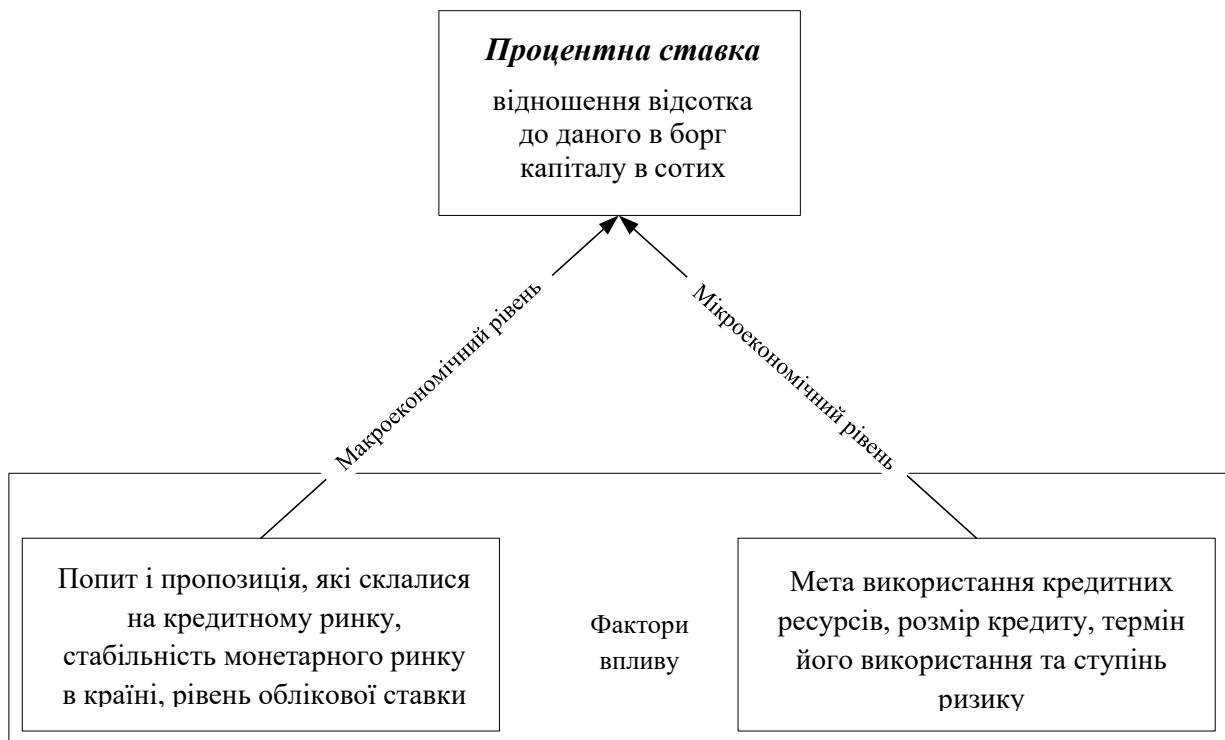 Процентна ставка
відношення відсотка
до даного в борг
капіталу в сотих
Макроекономічний рівень
Мікроекономічний рівень
Попит і пропозиція, які склалися
на кредитному ринку,
стабільність монетарного ринку
в країні, рівень облікової ставки
Фактори
впливу
Мета використання кредитних
ресурсів, розмір кредиту, термін
його використання та ступінь
ризику